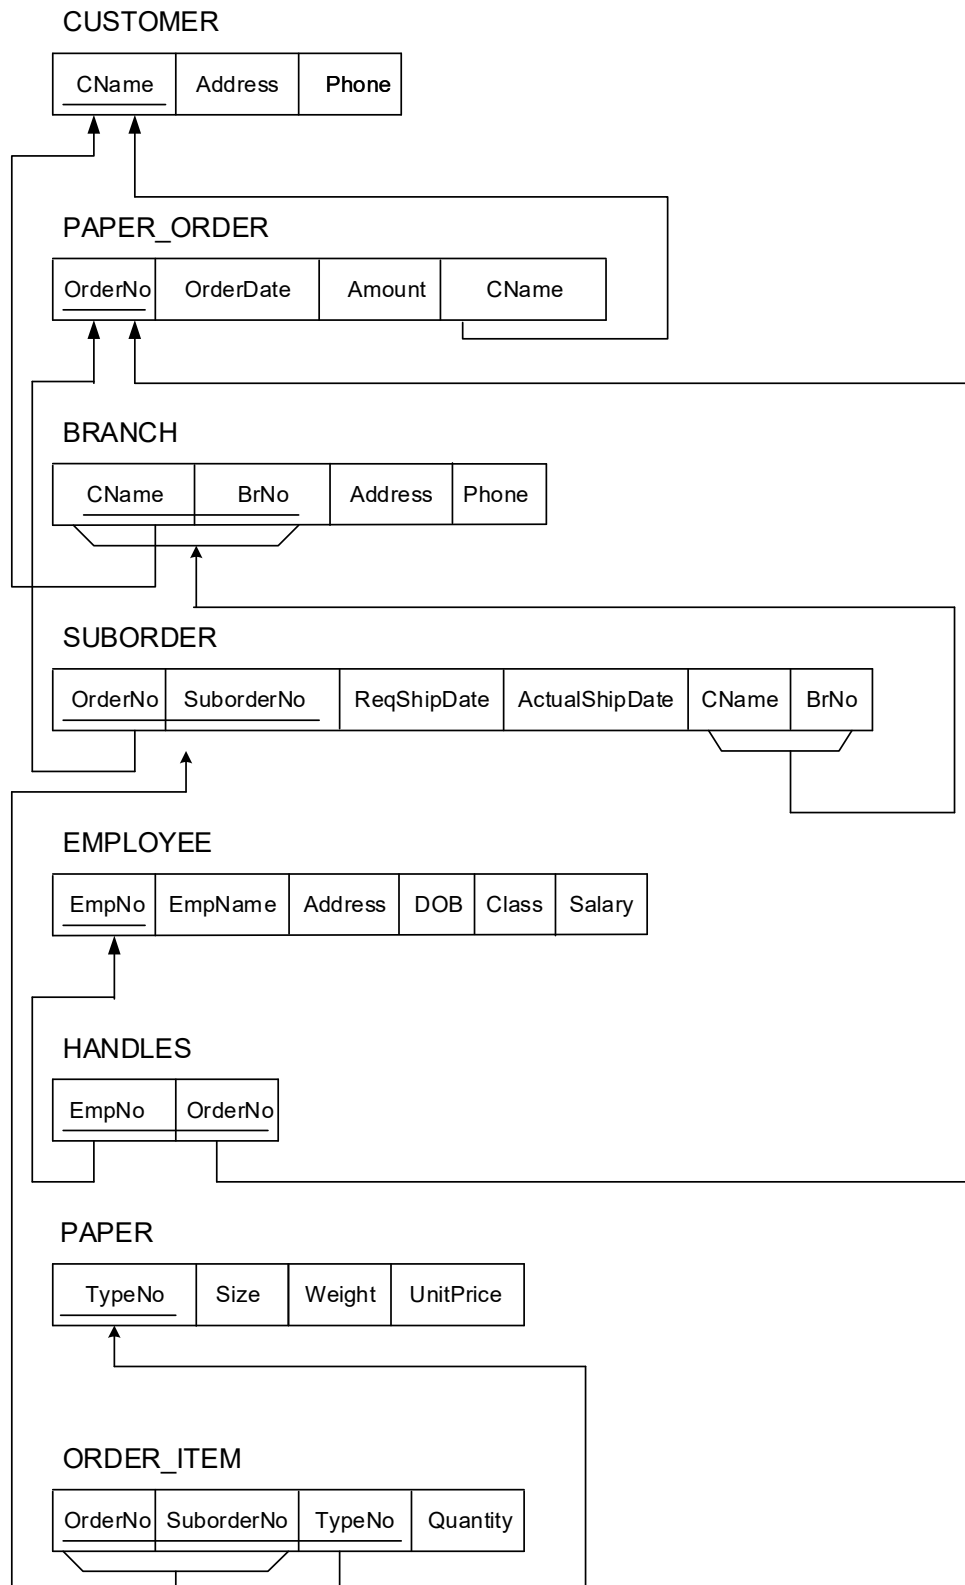 CUSTOMER
CName Address Phone
PAPER_ORDER
OrderNo OrderDate Amount CName
BRANCH
CName BrNo Address Phone
SUBORDER
OrderNo SuborderNo ReqShipDate ActualShipDate CName BrNo
EMPLOYEE
EmpNo EmpName Address DOB Class Salary
HANDLES
EmpNo OrderNo
PAPER
TypeNo Size Weight UnitPrice
ORDER_ITEM
OrderNo SuborderNo TypeNo Quantity